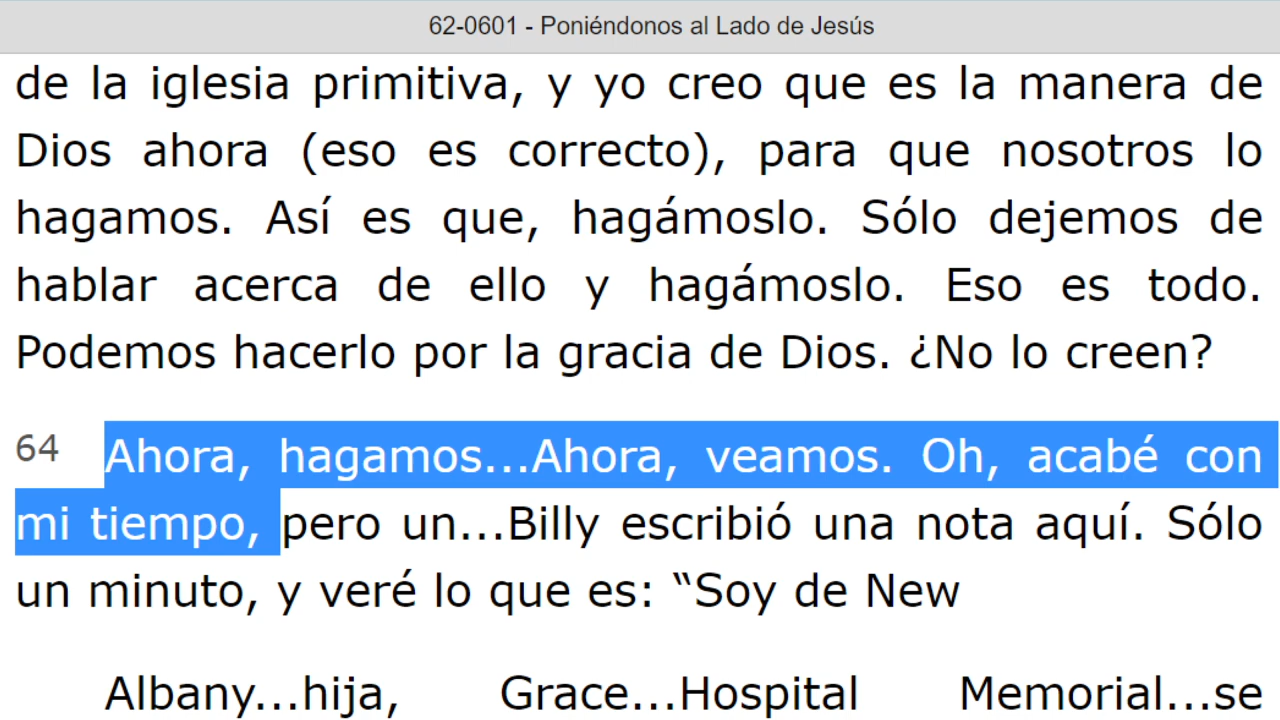 62-0601 - Poniéndonos al Lado de Jesús
de la iglesia primitiva, y yo creo que es la manera de
Dios ahora (eso es correcto), para que nosotros lo
hagamos. Así es que, hagámoslo. Sólo dejemos de
hablar acerca de ello y hagámoslo. Eso es todo.
Podemos hacerlo por la gracia de Dios. ¿No lo creen?
64 Ahora, hagamos...Ahora, veamos. Oh, acabé con
mi tiempo, pero un...Billy escribió una nota aquí. Sólo
un minuto, y veré lo que es: “Soy de New
Albany...hija, Grace...Hospital Memorial...se